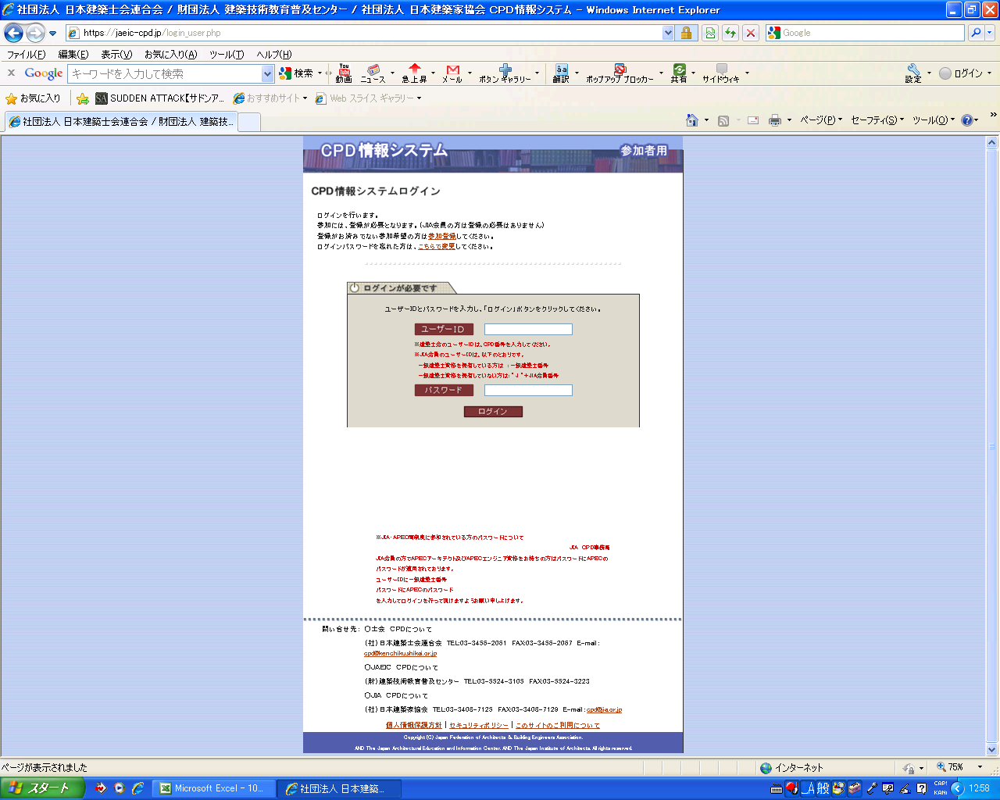 社団法人 日本建築士会連合会 / 財団法人 建築技術教育普及センター / 社団法人 日本建築家協会 CPD情報システム - Windows Internet Explorer
https://jaeic-cpd.jp/login_user.php
Google
ファイル(F) 編集(E) 表示(V) お気に入り(A) ツール(T) ヘルプ(H)
Google キーワードを入力して検索 検索 動画 ニュース 急上昇 メール ボタン ギャラリー 翻訳 ポップアップ ブロッカー 共有 サイドウィキ 設定 ログイン
お気に入り SUDDEN ATTACK【サドンア... おすすめサイト Web スライス ギャラリー
社団法人 日本建築士会連合会 / 財団法人 建築技...
ページ(P) セーフティ(S) ツール(O)
CPD情報システム 参加者用
CPD情報システムログイン
ログインを行います。
参加には、登録が必要となります。(JIA会員の方は登録の必要はありません)
登録がお済みでない参加希望の方は参加登録してください。
ログインパスワードを忘れた方は、こちらで変更してください。
ログインが必要です
ユーザーIDとパスワードを入力し、「ログイン」ボタンをクリックしてください。
ユーザーID
※建築士会のユーザーIDは、CPD番号を入力してください。
※JIA会員のユーザーIDは、以下のとおりです。
一級建築士資格を保有している方は :一級建築士番号
一級建築士資格を保有していない方は:"J"+JIA会員番号
パスワード
ログイン
※JIA・APEC両制度に参加されている方のパスワードについて
JIA CPD事務局
JIA会員の方でAPECアーキテクト及びAPECエンジニア資格をお持ちの方はパスワードにAPECの
パスワードが適用されております。
ユーザーIDに一級建築士番号
パスワードにAPECのパスワード
を入力してログインを行って頂けますようお願い申し上げます。
問い合せ先: ○士会 CPDについて
(社)日本建築士会連合会 TEL:03-3456-2061 FAX:03-3456-2067 E-mail:
cpd@kenchikushikai.or.jp
○JAEIC CPDについて
(財)建築技術教育普及センター TEL:03-5524-3105 FAX:03-5524-3223
○JIA CPDについて
(社)日本建築家協会 TEL:03-3408-7125 FAX:03-3408-7129 E-mail:cpd@jia.or.jp
個人情報保護方針 | セキュリティポリシー | このサイトのご利用について
Copyright (C) Japan Federation of Architects & Building Engineers Association.
AND The Japan Architectural Education and Information Center. AND The Japan Institute of Architects. All rights reserved.
ページが表示されました インターネット 75%
スタート Microsoft Excel - 10... 社団法人 日本建築... A 般 CAPS KANA 12:58